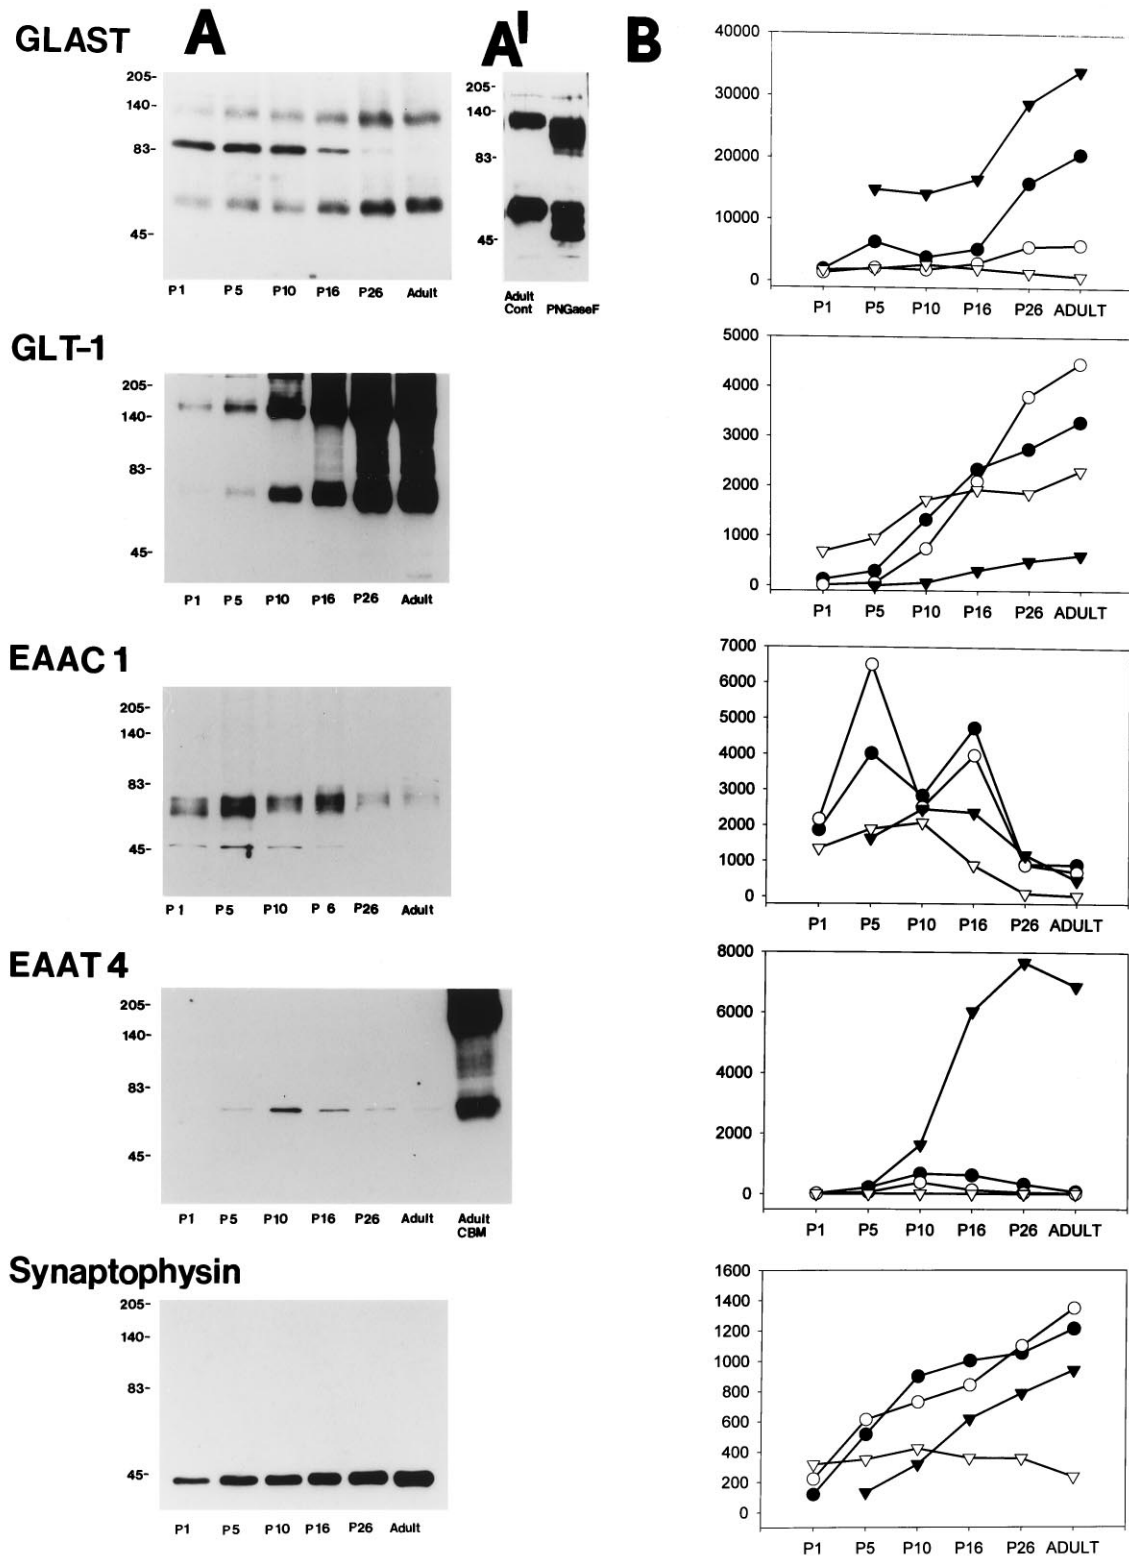 GLAST
A
A'
B
205-
140-
83-
45-
P1 P5 P10 P16 P26 Adult
205-
140-
83-
45-
Adult Cont
PNGaseF
40000
30000
20000
10000
0
P1 P5 P10 P16 P26 ADULT
GLT-1
205-
140-
83-
45-
P1 P5 P10 P16 P26 Adult
5000
4000
3000
2000
1000
0
P1 P5 P10 P16 P26 ADULT
EAAC 1
205-
140-
83-
45-
P1 P5 P10 P 6 P26 Adult
7000
6000
5000
4000
3000
2000
1000
0
P1 P5 P10 P16 P26 ADULT
EAAT 4
205-
140-
83-
45-
P1 P5 P10 P16 P26 Adult
Adult CBM
8000
6000
4000
2000
0
P1 P5 P10 P16 P26 ADULT
Synaptophysin
205-
140-
83-
45-
P1 P5 P10 P16 P26 Adult
1600
1400
1200
1000
800
600
400
200
0
P1 P5 P10 P16 P26 ADULT